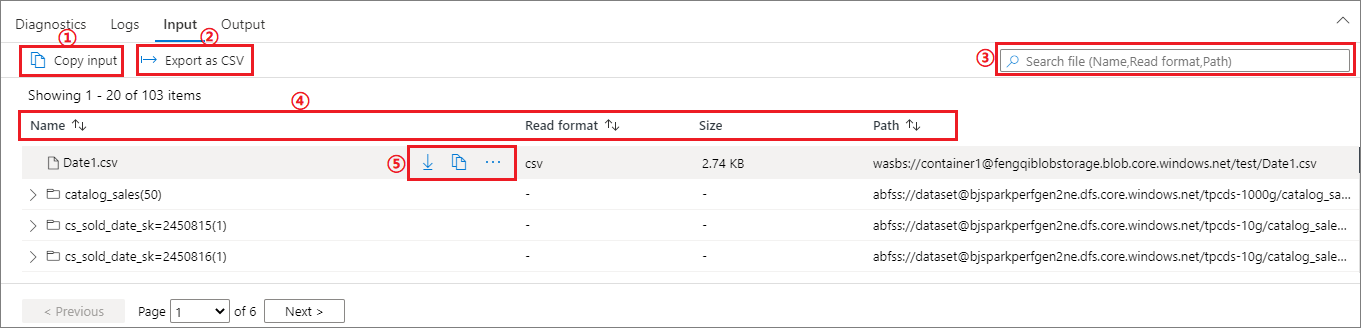 Diagnostics Logs Input Output
① ②
Copy input Export as CSV ③ Search file (Name,Read format,Path)
Showing 1 - 20 of 103 items ④
Name Read format Size Path
Date1.csv ⑤ ... csv 2.74 KB wasbs://container1@fengqiblobstorage.blob.core.windows.net/test/Date1.csv
catalog_sales(50) - - abfss://dataset@bjsparkperfgen2ne.dfs.core.windows.net/tpcds-1000g/catalog_sa...
cs_sold_date_sk=2450815(1) - - abfss://dataset@bjsparkperfgen2ne.dfs.core.windows.net/tpcds-10g/catalog_sale...
cs_sold_date_sk=2450816(1) - - abfss://dataset@bjsparkperfgen2ne.dfs.core.windows.net/tpcds-10g/catalog_sale...
< Previous Page 1 of 6 Next >